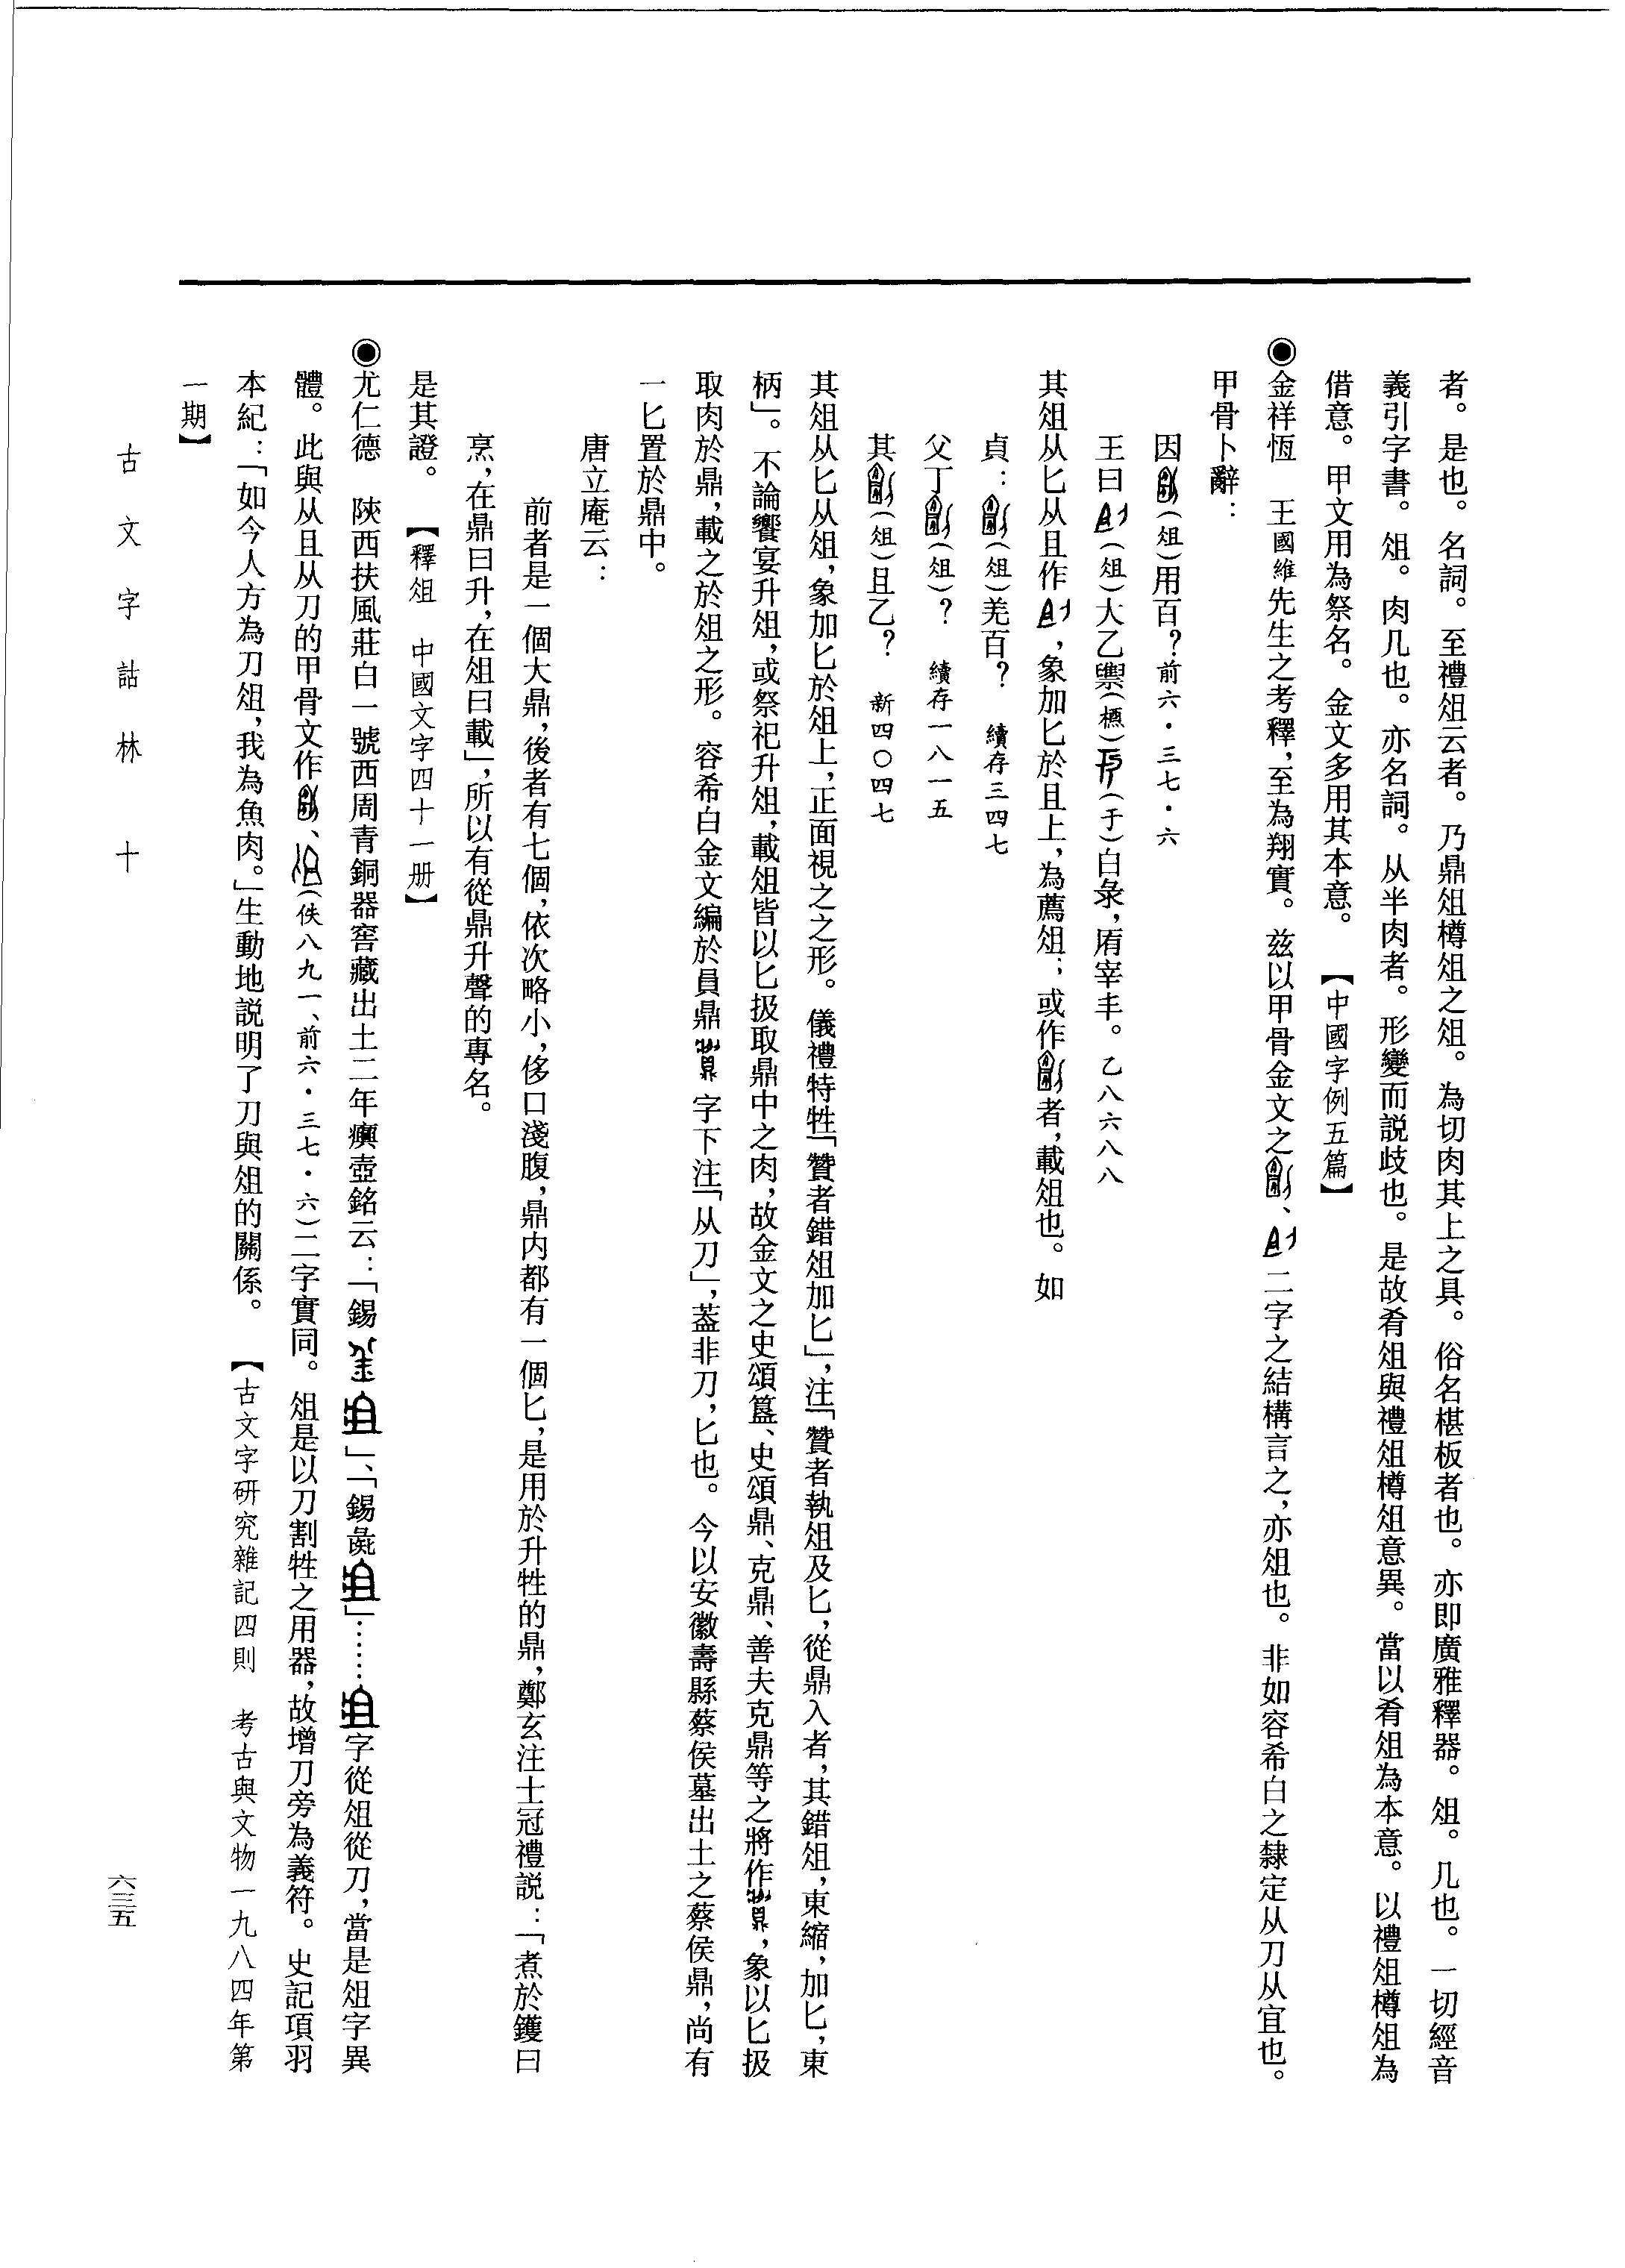 者。是也。名詞。至禮俎云者。乃鼎俎樽俎之俎。為切肉其上之具。俗名椹板者也。亦即廣雅釋器。俎。几也。一切經音
義引字書。俎。肉几也。亦名詞。从半肉者。形變而説歧也。是故肴俎與禮俎樽俎意異。當以肴俎為本意。以禮俎樽俎為
借意。甲文用為祭名。金文多用其本意。【中國字例五篇】
◉金祥恆 王國維先生之考釋，至為翔實。兹以甲骨金文之、二字之結構言之，亦俎也。非如容希白之隸定从刀从宜也。
甲骨卜辭：
因（俎）用百？前六·三七·六
王曰（俎）大乙（于）白彔，㡯宰丰。乙八六八八
其俎从匕从且作，象加匕於且上，為薦俎；或作者，載俎也。如
貞：（俎）羌百？ 續存三四七
父丁（俎）？ 續存一八一五
其（俎）且乙？ 新四〇四七
其俎从匕从俎，象加匕於俎上，正面視之之形。儀禮特牲「贊者錯俎加匕」，注「贊者執俎及匕，從鼎入者，其錯俎，東縮，加匕，東
柄」。不論饗宴升俎，或祭祀升俎，載俎皆以匕扱取鼎中之肉，故金文之史頌簋、史頌鼎、克鼎、善夫克鼎等之將作，象以匕扱
取肉於鼎，載之於俎之形。容希白金文編於員鼎字下注「从刀」，蓋非刀，匕也。今以安徽壽縣蔡侯墓出土之蔡侯鼎，尚有
一匕置於鼎中。
唐立庵云：
前者是一個大鼎，後者有七個，依次略小，侈口淺腹，鼎内都有一個匕，是用於升牲的鼎，鄭玄注士冠禮説：「煮於鑊曰
烹，在鼎曰升，在俎曰載」，所以有從鼎升聲的專名。
是其證。【釋俎 中國文字四十一册】
◉尤仁德 陝西扶風莊白一號西周青銅器窖藏出土二年㾓壺銘云：「錫」、「錫彘」……字從俎從刀，當是俎字異
體。此與从且从刀的甲骨文作、（佚八九一、前六·三七·六）二字實同。俎是以刀割牲之用器，故增刀旁為義符。史記項羽
本紀：「如今人方為刀俎，我為魚肉。」生動地説明了刀與俎的關係。【古文字研究雜記四則 考古與文物一九八四年第
一期】
古文字詁林 十
六三五